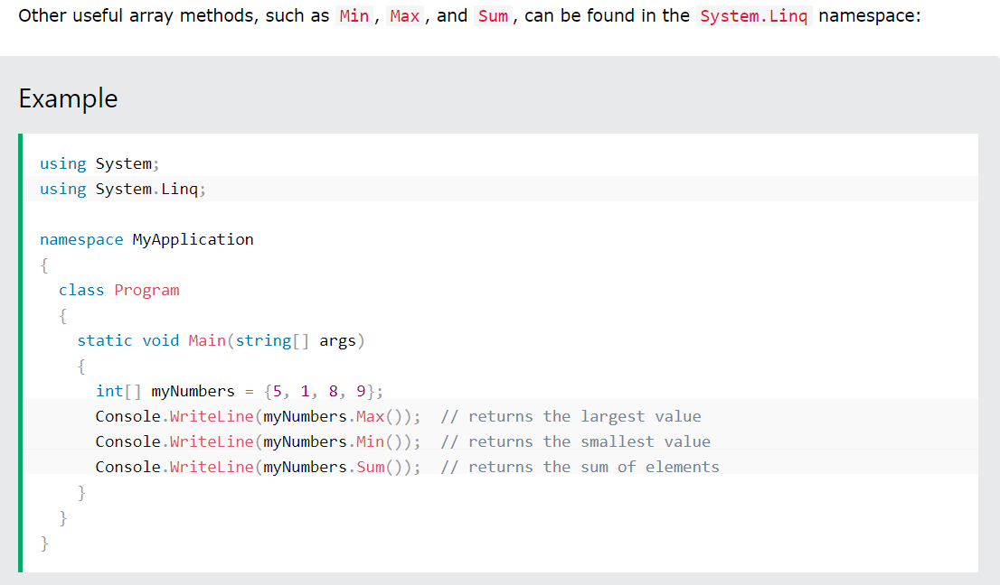 Other useful array methods, such as Min, Max, and Sum, can be found in the System.Linq namespace:
Example
using System;
using System.Linq;
namespace MyApplication
{
class Program
{
static void Main(string[] args)
{
int[] myNumbers = {5, 1, 8, 9};
Console.WriteLine(myNumbers.Max());  // returns the largest value
Console.WriteLine(myNumbers.Min());  // returns the smallest value
Console.WriteLine(myNumbers.Sum());  // returns the sum of elements
}
}
}